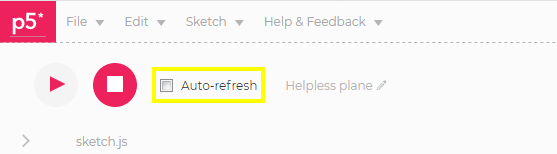 p5* File Edit Sketch Help & Feedback
Auto-refresh Helpless plane
sketch.js